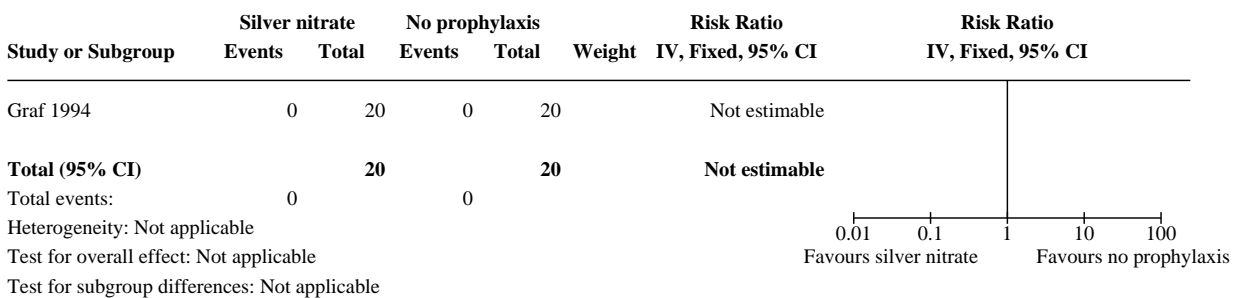 Silver nitrate No prophylaxis Risk Ratio Risk Ratio
Study or Subgroup Events Total Events Total Weight IV, Fixed, 95% CI IV, Fixed, 95% CI
Graf 1994 0 20 0 20 Not estimable
Total (95% CI) 20 20 Not estimable
Total events: 0 0
Heterogeneity: Not applicable
0.01 0.1 1 10 100
Test for overall effect: Not applicable Favours silver nitrate Favours no prophylaxis
Test for subgroup differences: Not applicable